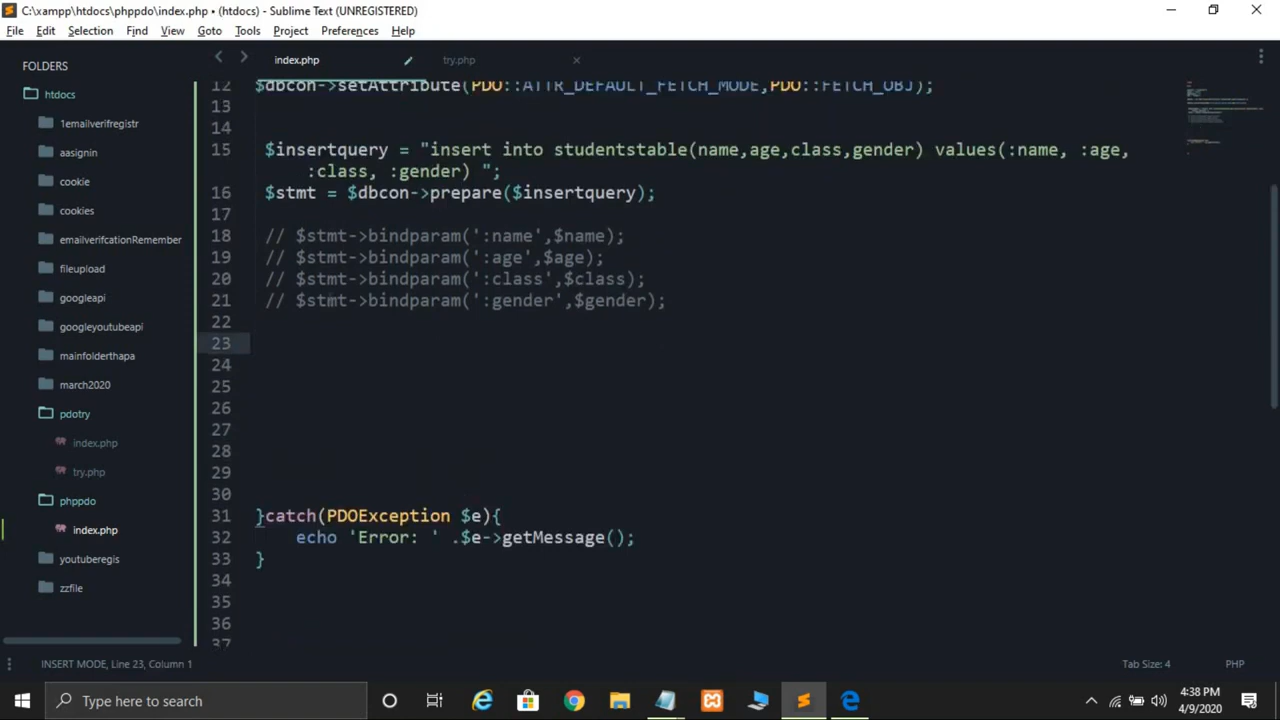 C:\xampp\htdocs\phppdo\index.php • (htdocs) - Sublime Text (UNREGISTERED)
File Edit Selection Find View Goto Tools Project Preferences Help
FOLDERS
htdocs
1emailverifregistr
aasignin
cookie
cookies
emailverifcationRemember
fileupload
googleapi
googleyoutubeapi
mainfolderthapa
march2020
pdotry
index.php
try.php
phppdo
index.php
youtuberegis
zzfile
index.php try.php
12 $dbcon->setAttribute(PDO::ATTR_DEFAULT_FETCH_MODE,PDO::FETCH_OBJ);
13
14
15 $insertquery = "insert into studentstable(name,age,class,gender) values(:name, :age,
:class, :gender) ";
16 $stmt = $dbcon->prepare($insertquery);
17
18 // $stmt->bindparam(':name',$name);
19 // $stmt->bindparam(':age',$age);
20 // $stmt->bindparam(':class',$class);
21 // $stmt->bindparam(':gender',$gender);
22
23
24
25
26
27
28
29
30
31 }catch(PDOException $e){
32 echo 'Error: ' .$e->getMessage();
33 }
34
35
36
37
INSERT MODE, Line 23, Column 1 Tab Size: 4 PHP
Type here to search
4:38 PM
4/9/2020